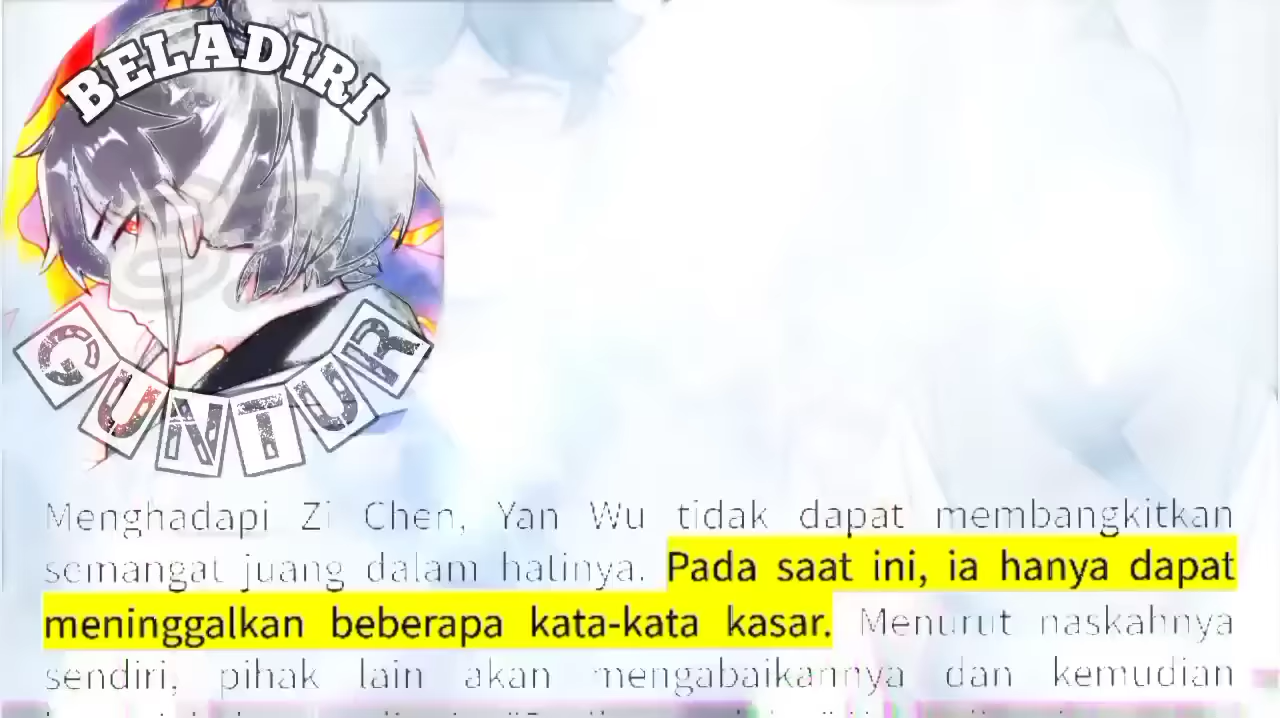 BELADIRI
GUNTUR
Menghadapi Zi Chen, Yan Wu tidak dapat membangkitkan
semangat juang dalam hatinya. Pada saat ini, ia hanya dapat
meninggalkan beberapa kata-kata kasar. Menurut naskahnya
sendiri, pihak lain akan mengabaikannya dan kemudian